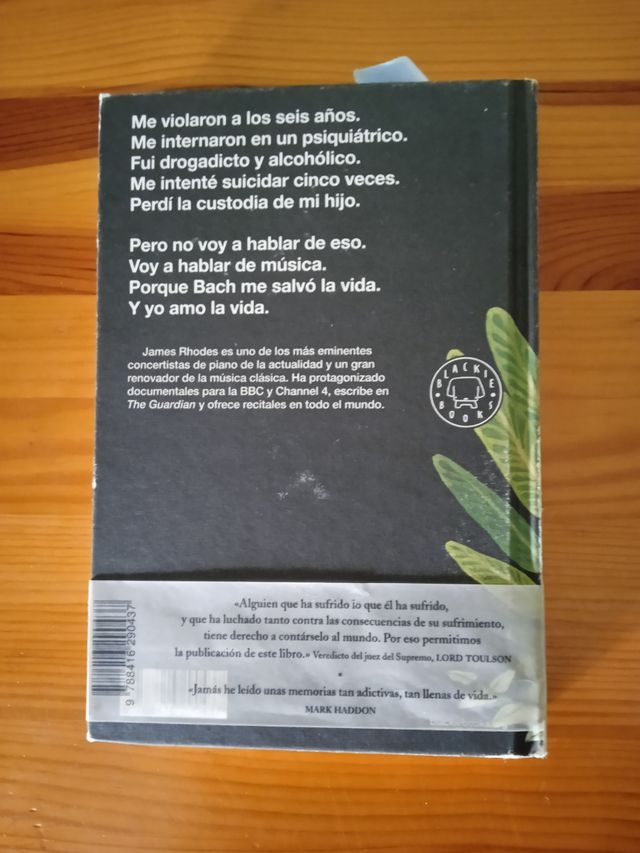 Me violaron a los seis años.
Me internaron en un psiquiátrico.
Fui drogadicto y alcohólico.
Me intenté suicidar cinco veces.
Perdí la custodia de mi hijo.
Pero no voy a hablar de eso.
Voy a hablar de música.
Porque Bach me salvó la vida.
Y yo amo la vida.
James Rhodes es uno de los más eminentes
concertistas de piano de la actualidad y un gran
renovador de la música clásica. Ha protagonizado
documentales para la BBC y Channel 4, escribe en
The Guardian y ofrece recitales en todo el mundo.
BLACKIE
BOOKS
«Alguien que ha sufrido lo que él ha sufrido,
y que ha luchado tanto contra las consecuencias de su sufrimiento,
tiene derecho a contárselo al mundo. Por eso permitimos
la publicación de este libro.» Veredicto del juez del Supremo, LORD TOULSON
«Jamás he leído unas memorias tan adictivas, tan llenas de vida.»
MARK HADDON
9 788416 290437